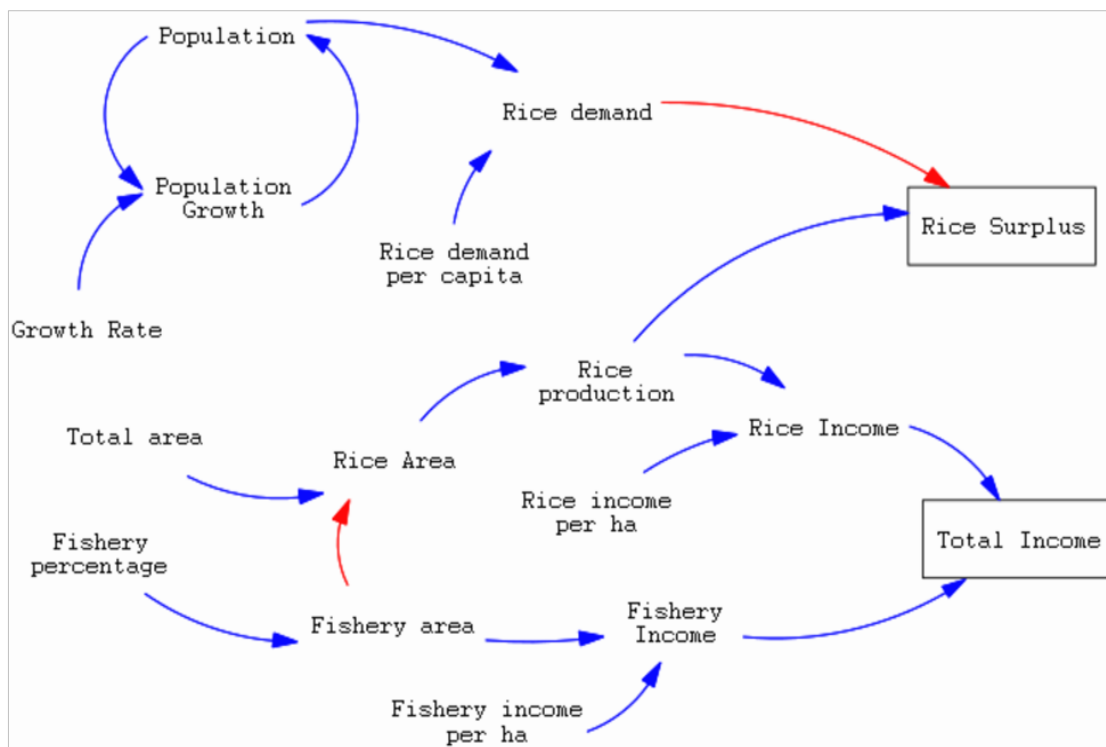 Population
Rice demand
Population
Growth
Rice Surplus
Rice demand
per capita
Growth Rate
Rice
production
Total area
Rice Area
Rice Income
Rice income
per ha
Fishery
percentage
Total Income
Fishery area
Fishery
Income
Fishery income
per ha